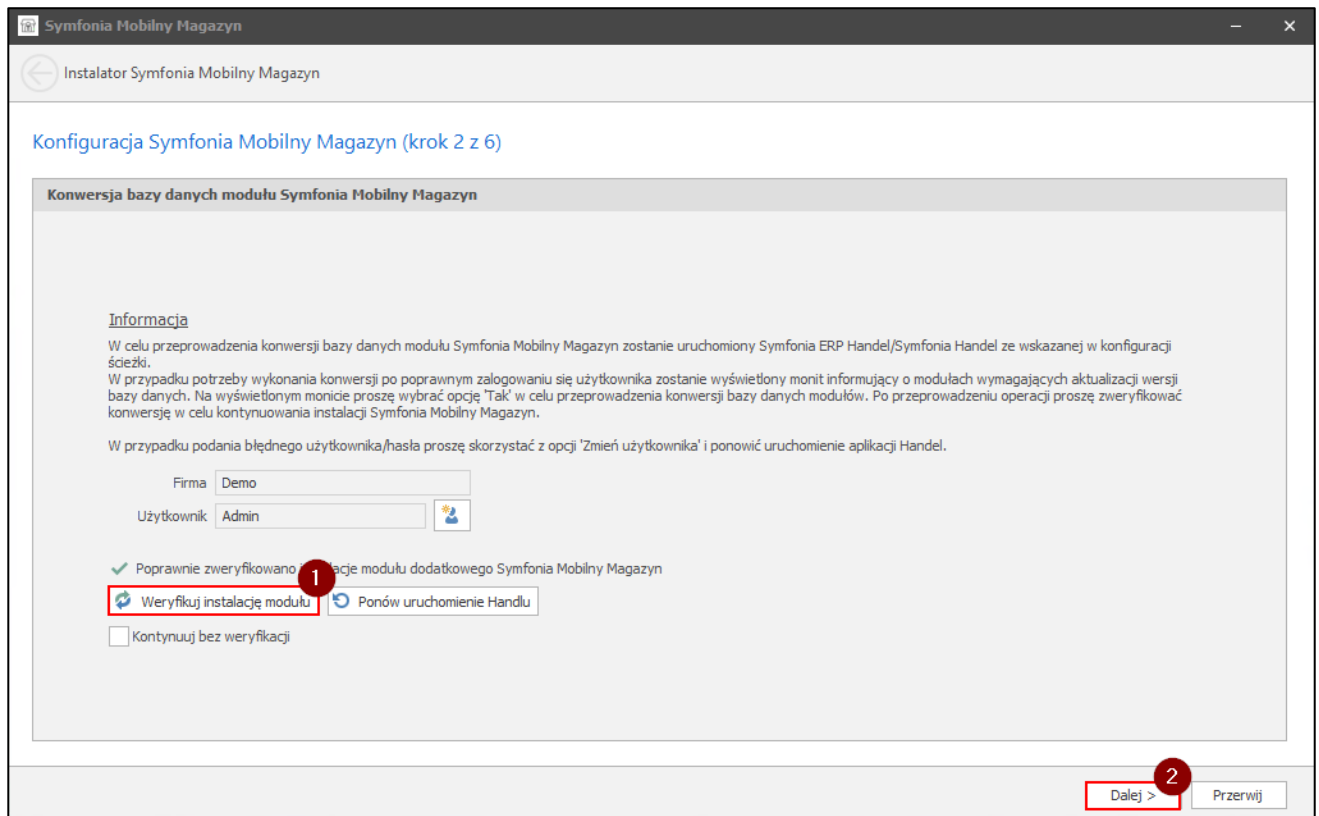 Symfonia Mobilny Magazyn
Instalator Symfonia Mobilny Magazyn
Konfiguracja Symfonia Mobilny Magazyn (krok 2 z 6)
Konwersja bazy danych modułu Symfonia Mobilny Magazyn
Informacja
W celu przeprowadzenia konwersji bazy danych modułu Symfonia Mobilny Magazyn zostanie uruchomiony Symfonia ERP Handel/Symfonia Handel ze wskazanej w konfiguracji
ścieżki.
W przypadku potrzeby wykonania konwersji po poprawnym zalogowaniu się użytkownika zostanie wyświetlony monit informujący o modułach wymagających aktualizacji wersji
bazy danych. Na wyświetlonym monicie proszę wybrać opcję 'Tak' w celu przeprowadzenia konwersji bazy danych modułów. Po przeprowadzeniu operacji proszę zweryfikować
konwersję w celu kontynuowania instalacji Symfonia Mobilny Magazyn.
W przypadku podania błędnego użytkownika/hasła proszę skorzystać z opcji 'Zmień użytkownika' i ponowić uruchomienie aplikacji Handel.
Firma Demo
Użytkownik Admin
Poprawnie zweryfikowano modułu dodatkowego Symfonia Mobilny Magazyn
1
Weryfikuj instalację modułu Ponów uruchomienie Handlu
Kontynuuj bez weryfikacji
2
Dalej > Przerwij